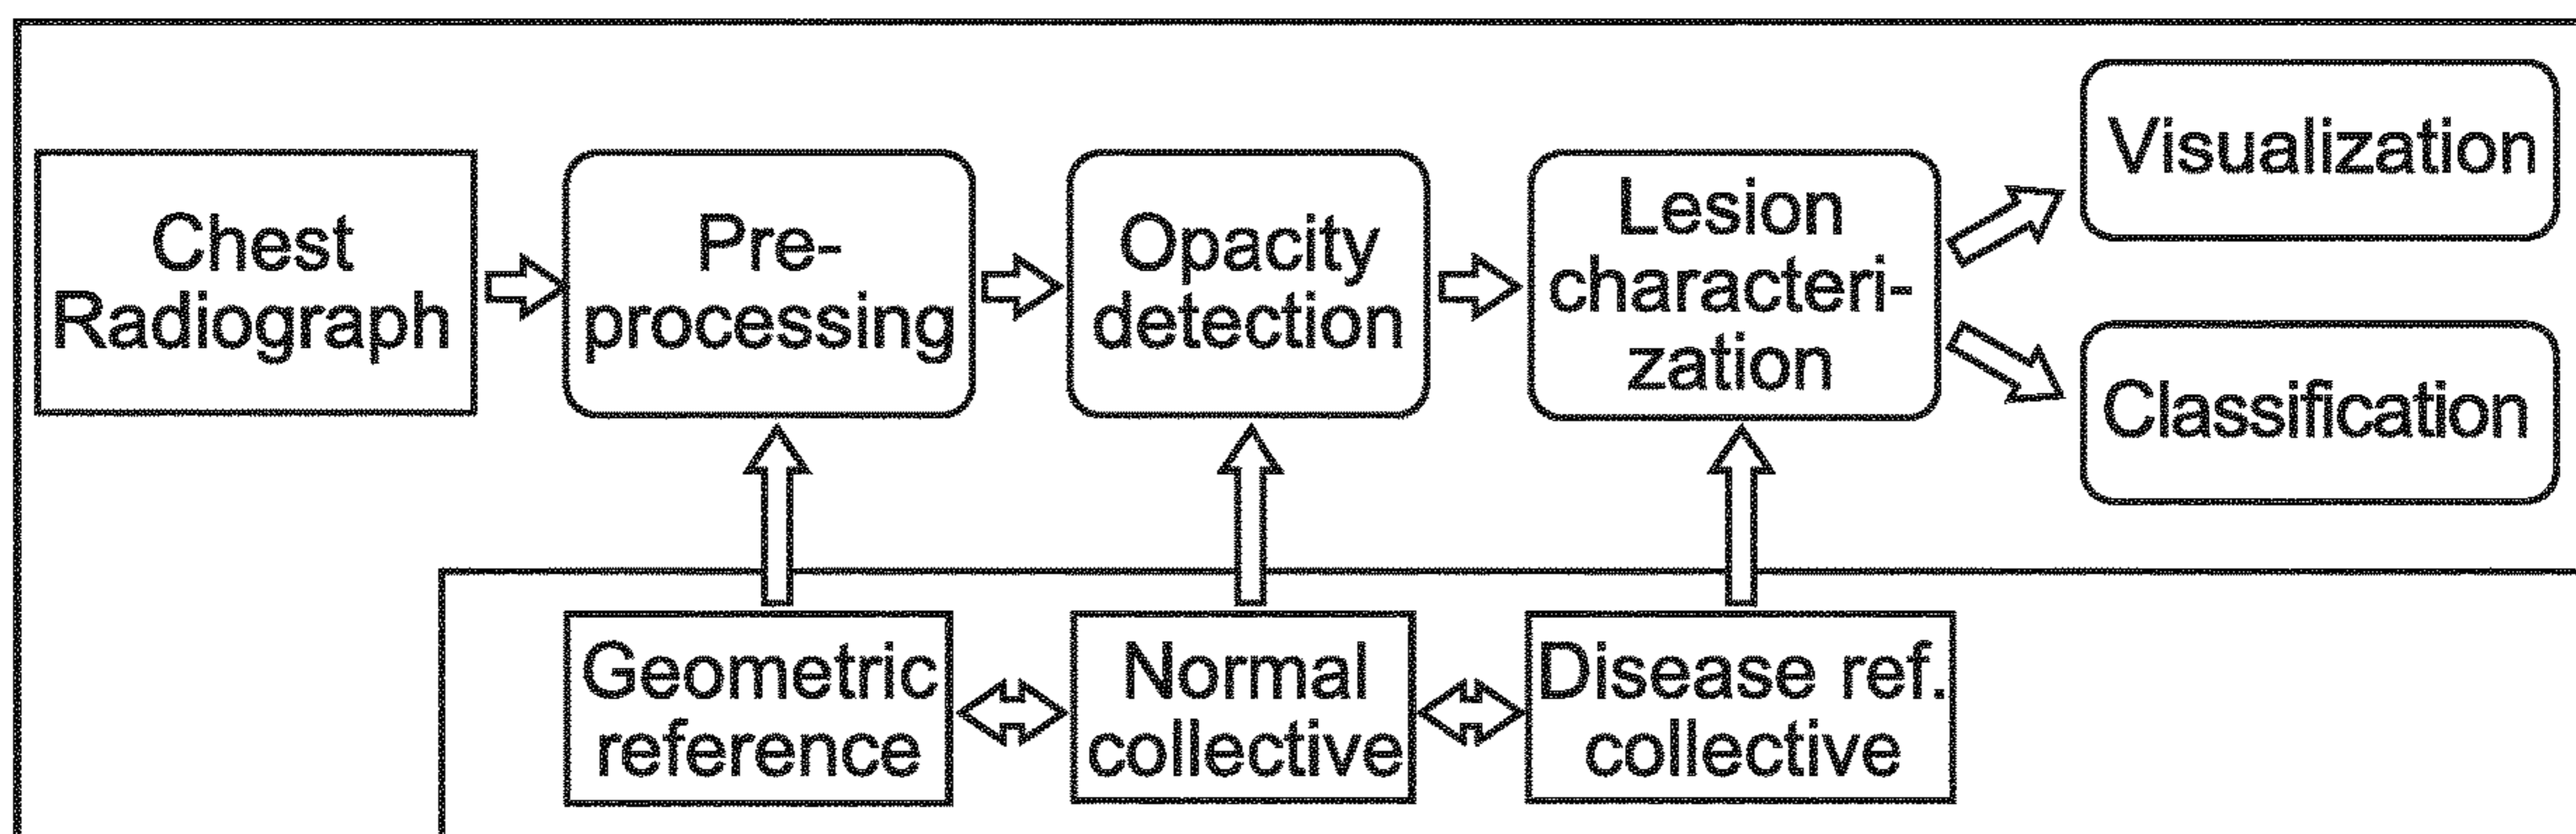 Chest
Radiograph
Pre-
processing
Opacity
detection
Lesion
characteri-
zation
Visualization
Classification
Geometric
reference
Normal
collective
Disease ref.
collective